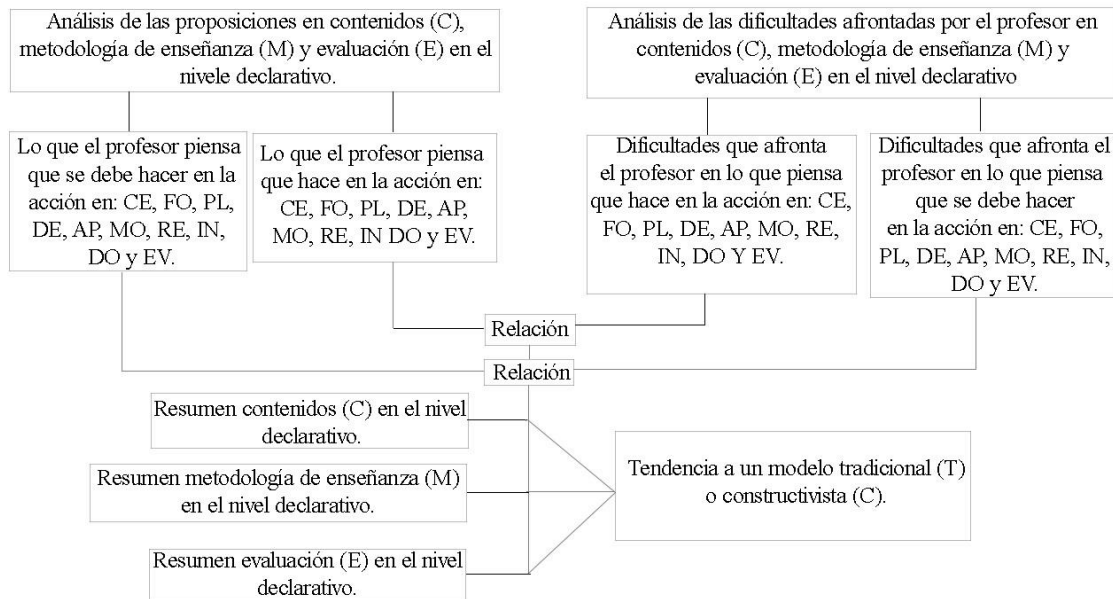 Análisis de las proposiciones en contenidos (C),
metodología de enseñanza (M) y evaluación (E) en el
nivele declarativo.
Análisis de las dificultades afrontadas por el profesor en
contenidos (C), metodología de enseñanza (M) y
evaluación (E) en el nivel declarativo
Lo que el profesor piensa
que se debe hacer en la
acción en: CE, FO, PL,
DE, AP, MO, RE, IN,
DO y EV.
Lo que el profesor piensa
que hace en la acción en:
CE, FO, PL, DE, AP,
MO, RE, IN DO y EV.
Dificultades que afronta
el profesor en lo que piensa
que hace en la acción en: CE,
FO, PL, DE, AP, MO, RE,
IN, DO Y EV.
Dificultades que afronta el
profesor en lo que piensa
que se debe hacer
en la acción en: CE, FO,
PL, DE, AP, MO, RE, IN,
DO y EV.
Relación
Relación
Resumen contenidos (C) en el nivel
declarativo.
Resumen metodología de enseñanza (M)
en el nivel declarativo.
Resumen evaluación (E) en el nivel
declarativo.
Tendencia a un modelo tradicional (T)
o constructivista (C).